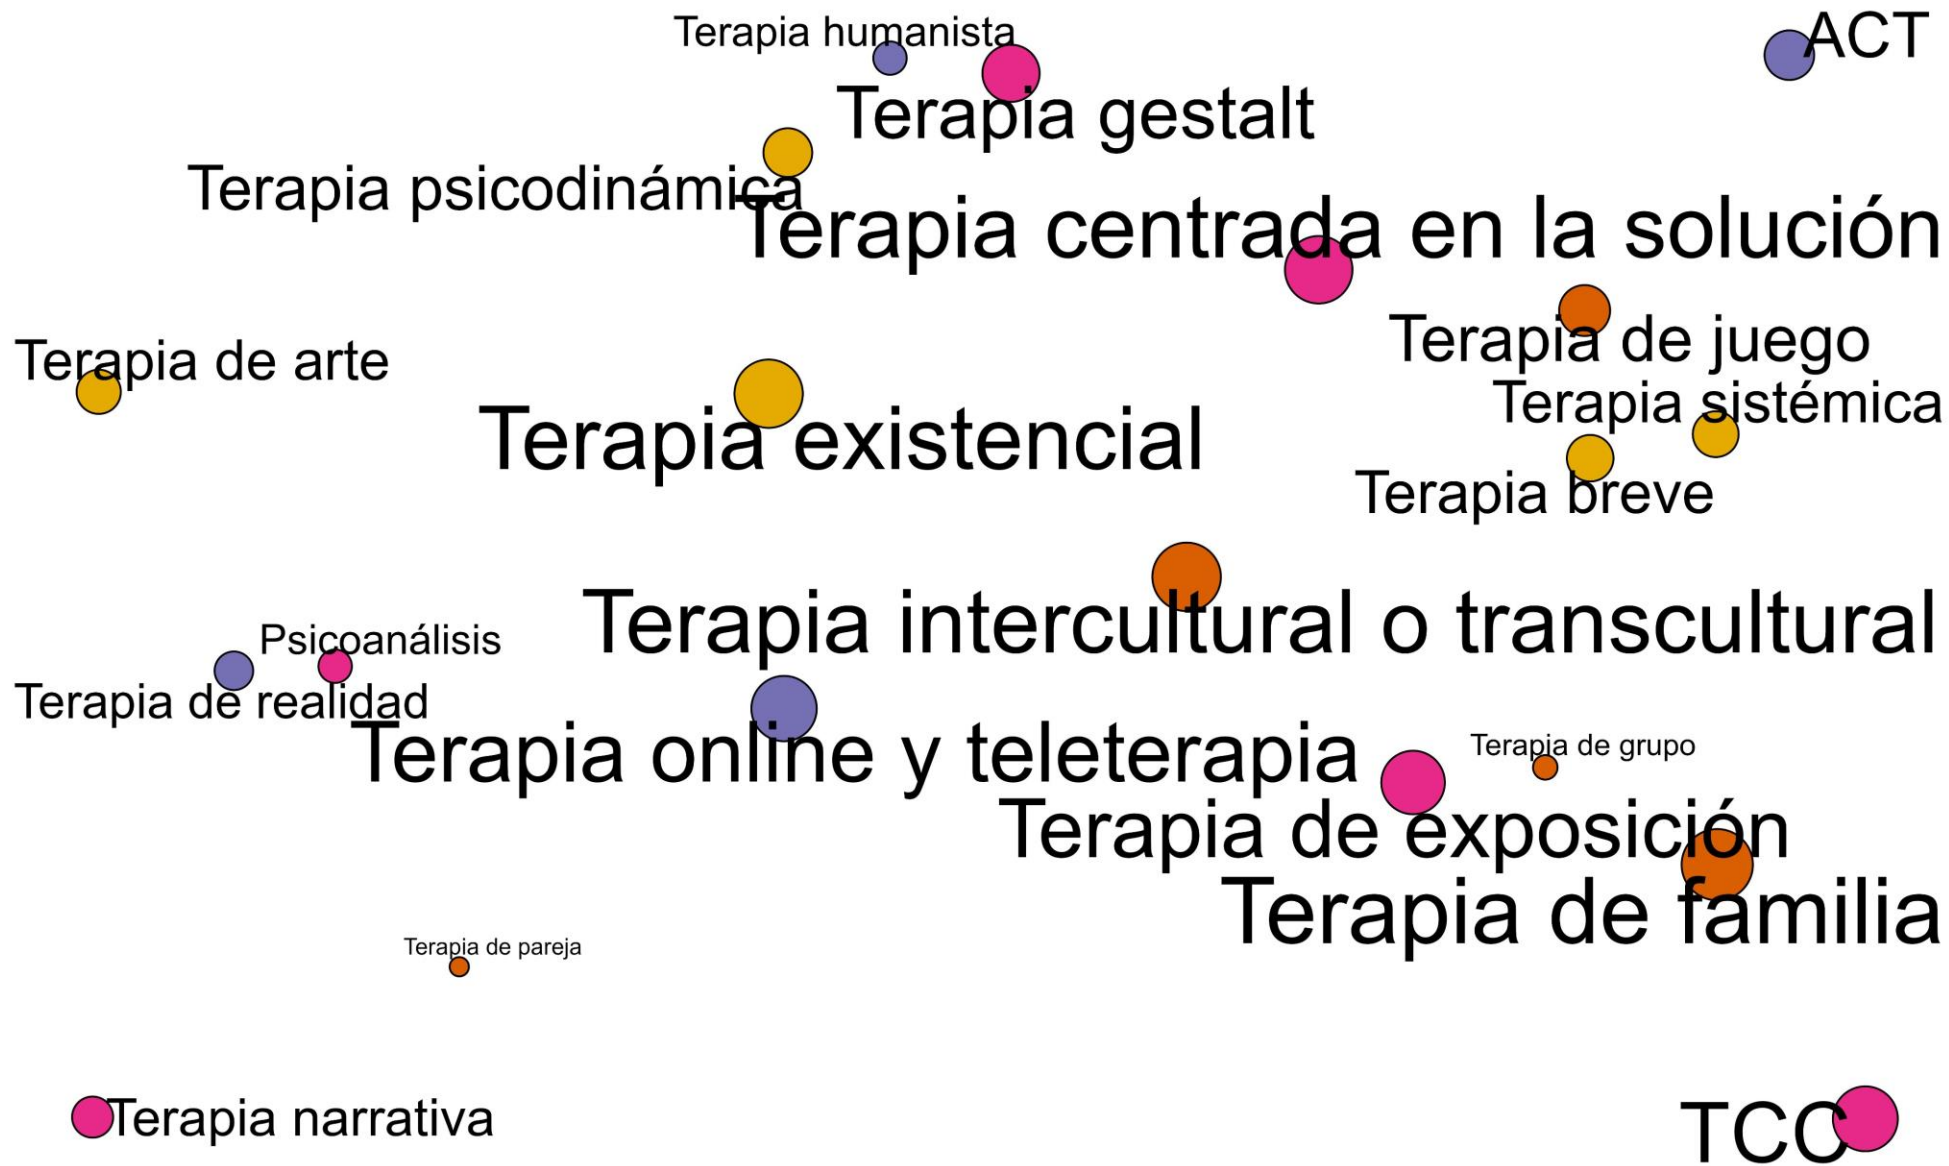 Terapia humanista
ACT
Terapia gestalt
Terapia psicodinámica
Terapia centrada en la solución
Terapia de juego
Terapia de arte
Terapia sistémica
Terapia existencial
Terapia breve
Terapia intercultural o transcultural
Psicoanálisis
Terapia de realidad
Terapia online y teleterapia
Terapia de grupo
Terapia de exposición
Terapia de familia
Terapia de pareja
Terapia narrativa
TCC